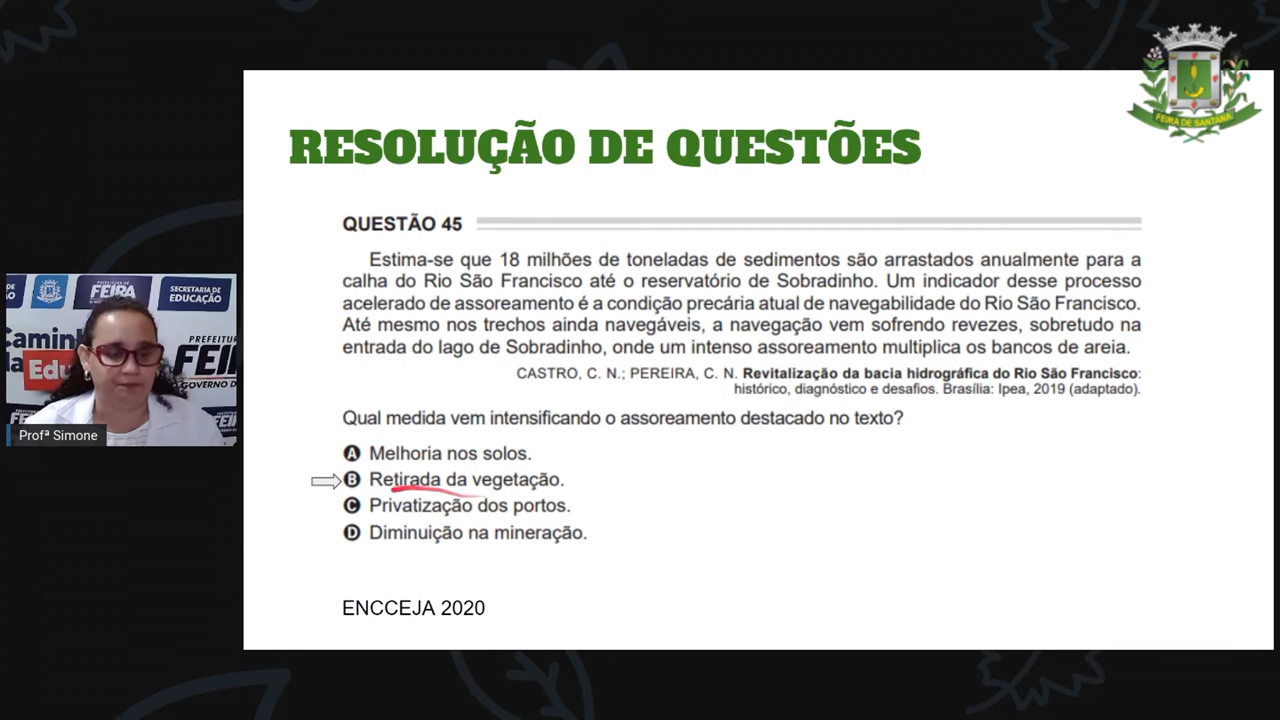 RESOLUÇÃO DE QUESTÕES
FEIRA DE SANTANA
QUESTÃO 45
Estima-se que 18 milhões de toneladas de sedimentos são arrastados anualmente para a
calha do Rio São Francisco até o reservatório de Sobradinho. Um indicador desse processo
acelerado de assoreamento é a condição precária atual de navegabilidade do Rio São Francisco.
Até mesmo nos trechos ainda navegáveis, a navegação vem sofrendo revezes, sobretudo na
entrada do lago de Sobradinho, onde um intenso assoreamento multiplica os bancos de areia.
CASTRO, C. N.; PEREIRA, C. N. Revitalização da bacia hidrográfica do Rio São Francisco:
histórico, diagnóstico e desafios. Brasília: Ipea, 2019 (adaptado).
Qual medida vem intensificando o assoreamento destacado no texto?
A Melhoria nos solos.
B Retirada da vegetação.
C Privatização dos portos.
D Diminuição na mineração.
ENCCEJA 2020
FEIRA
SECRETARIA DE
EDUCAÇÃO
Camin
da
Edu
PREFEITU
FEI
GOVERNO D
Profª Simone